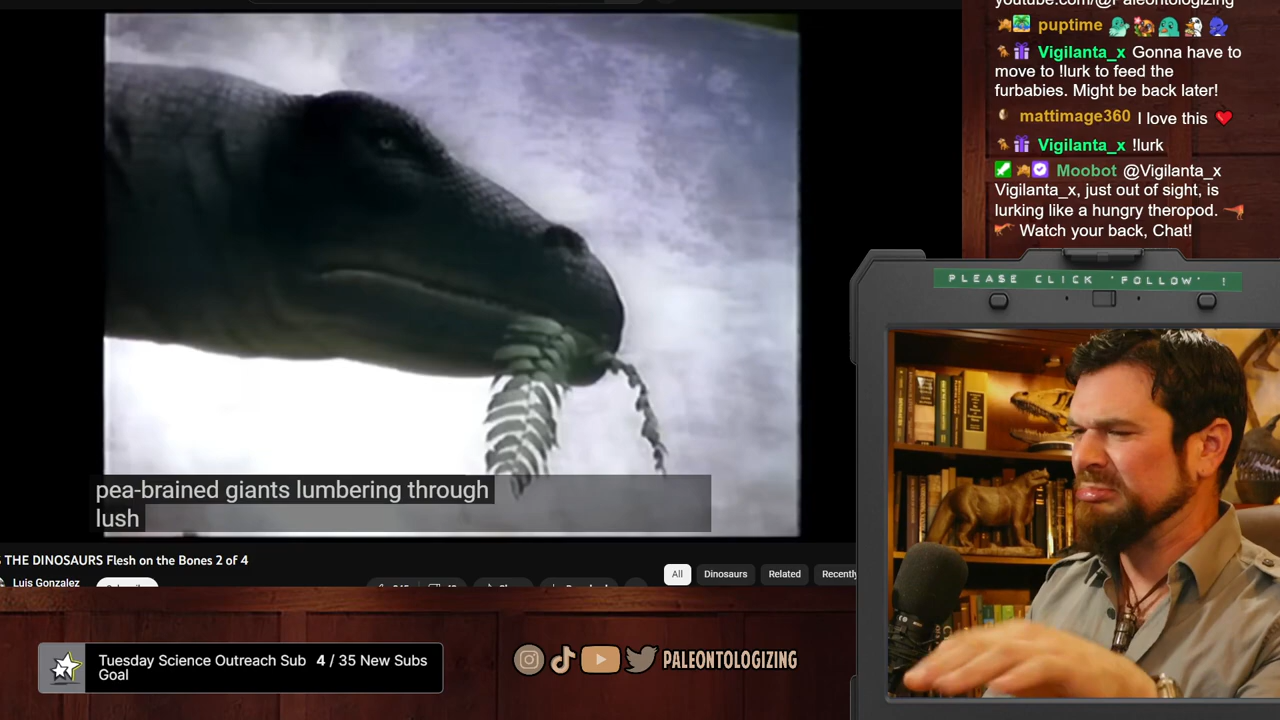 youtube.com/@Paleontologizing
puptime
Vigilanta_x Gonna have to
move to !lurk to feed the
furbabies. Might be back later!
mattimage360 I love this
Vigilanta_x !lurk
Moobot @Vigilanta_x
Vigilanta_x, just out of sight, is
lurking like a hungry theropod.
Watch your back, Chat!
PLEASE CLICK 'FOLLOW' !
pea-brained giants lumbering through
lush
THE DINOSAURS Flesh on the Bones 2 of 4
Luis Gonzalez
All Dinosaurs Related Recently
Tuesday Science Outreach Sub 4 / 35 New Subs
Goal
PALEONTOLOGIZING